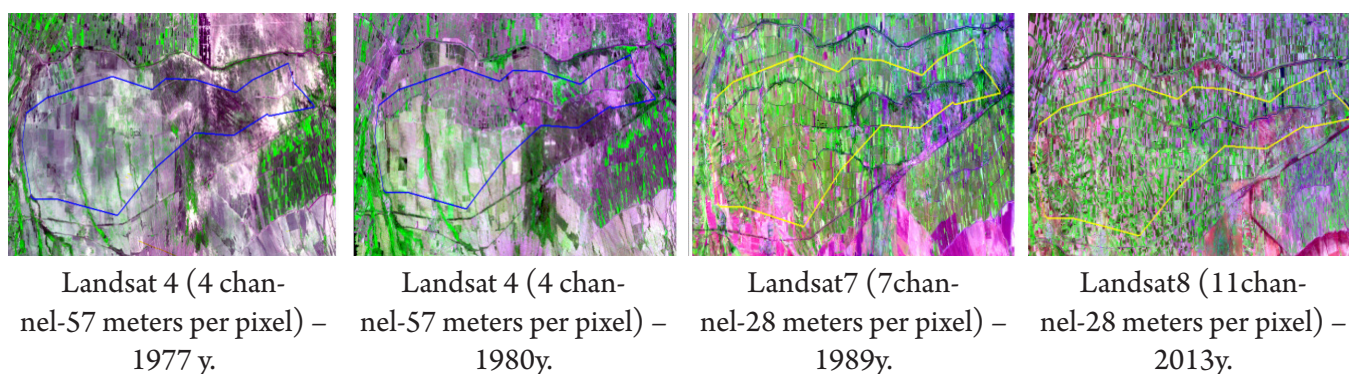 Landsat 4 (4 chan-
nel-57 meters per pixel) –
1977 y.
Landsat 4 (4 chan-
nel-57 meters per pixel) –
1980y.
Landsat7 (7chan-
nel-28 meters per pixel) –
1989y.
Landsat8 (11chan-
nel-28 meters per pixel) –
2013y.